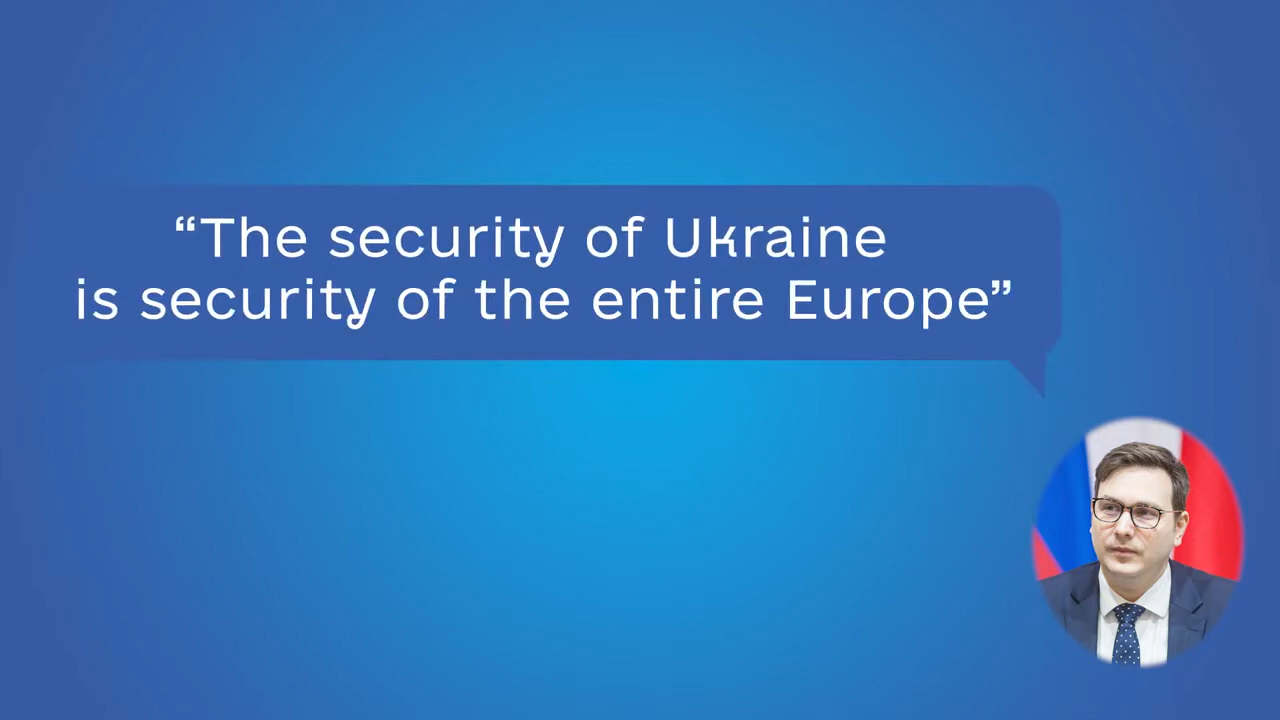 “The security of Ukraine
is security of the entire Europe”